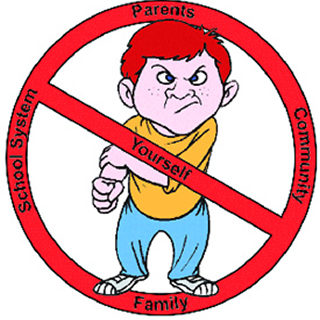 Parents
School System
Community
Yourself
Family